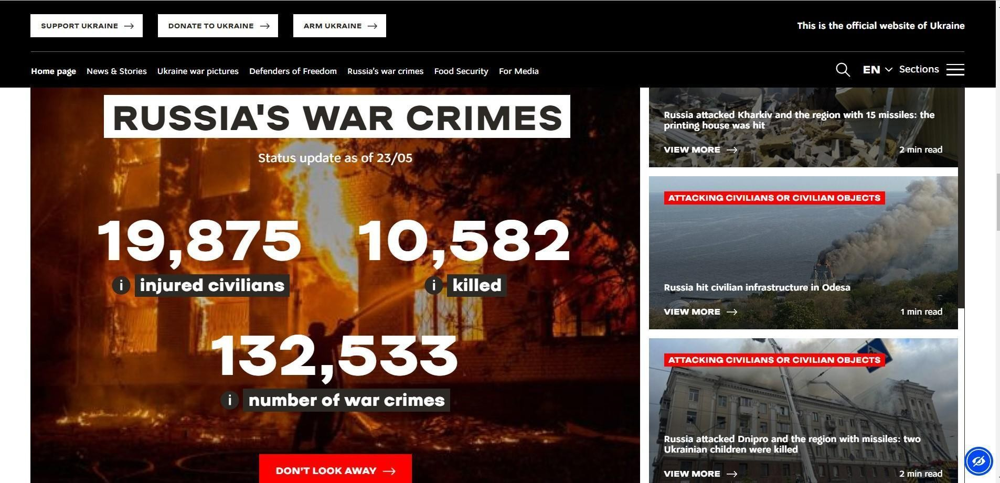 SUPPORT UKRAINE →
DONATE TO UKRAINE →
ARM UKRAINE →
This is the official website of Ukraine
Home page
News & Stories
Ukraine war pictures
Defenders of Freedom
Russia’s war crimes
Food Security
For Media
EN
Sections
RUSSIA'S WAR CRIMES
Status update as of 23/05
19,875
i injured civilians
10,582
i killed
132,533
i number of war crimes
DON’T LOOK AWAY →
Russia attacked Kharkiv and the region with 15 missiles: the
printing house was hit
VIEW MORE →
2 min read
ATTACKING CIVILIANS OR CIVILIAN OBJECTS
Russia hit civilian infrastructure in Odesa
VIEW MORE →
1 min read
ATTACKING CIVILIANS OR CIVILIAN OBJECTS
Russia attacked Dnipro and the region with missiles: two
Ukrainian children were killed
VIEW MORE →
2 min read